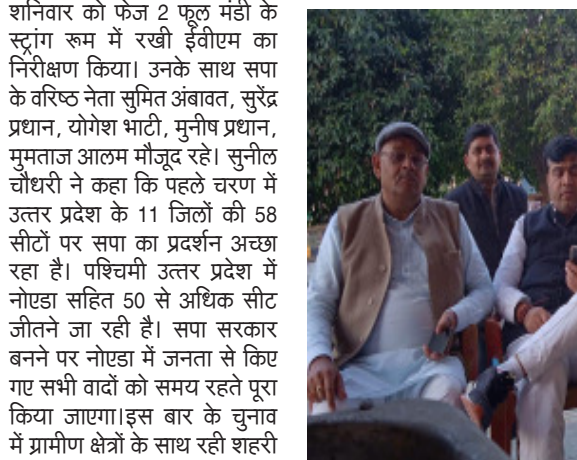 शनिवार को फेज 2 फूल मंडी के
स्ट्रांग रूम में रखी ईवीएम का
निरीक्षण किया। उनके साथ सपा
के वरिष्ठ नेता सुमित अंबावत, सुरेंद्र
प्रधान, योगेश भाटी, मुनीष प्रधान,
मुमताज आलम मौजूद रहे। सुनील
चौधरी ने कहा कि पहले चरण में
उत्तर प्रदेश के 11 जिलों की 58
सीटों पर सपा का प्रदर्शन अच्छा
रहा है। पश्चिमी उत्तर प्रदेश में
नोएडा सहित 50 से अधिक सीट
जीतने जा रही है। सपा सरकार
बनने पर नोएडा में जनता से किए
गए सभी वादों को समय रहते पूरा
किया जाएगा।इस बार के चुनाव
में ग्रामीण क्षेत्रों के साथ रही शहरी